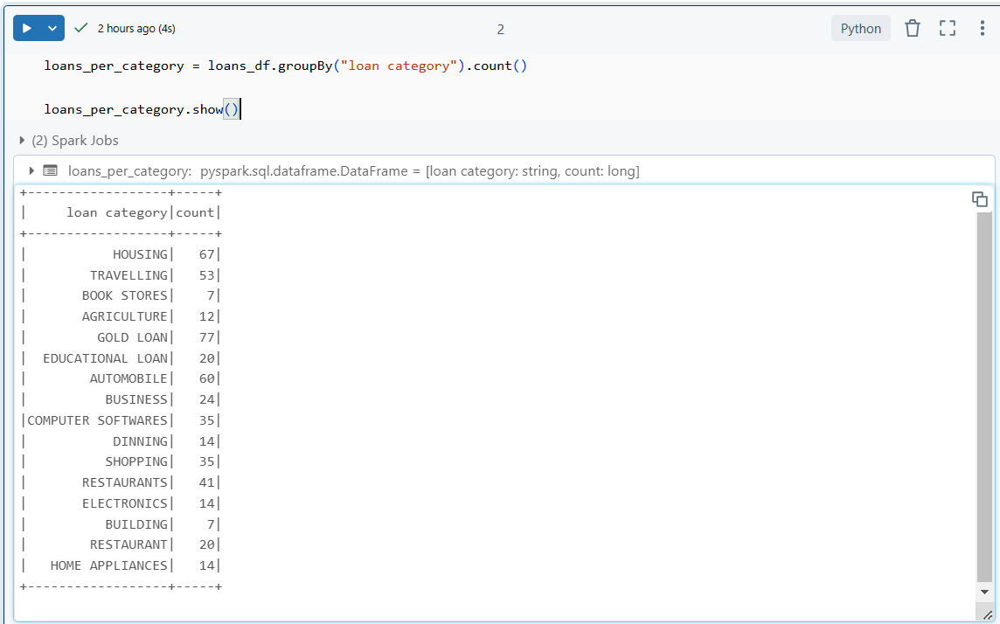 2 hours ago (4s)
2
Python
loans_per_category = loans_df.groupBy("loan category").count()
loans_per_category.show()
(2) Spark Jobs
loans_per_category: pyspark.sql.dataframe.DataFrame = [loan category: string, count: long]
+------------------+-----+
|     loan category|count|
+------------------+-----+
|           HOUSING|   67|
|        TRAVELLING|   53|
|       BOOK STORES|    7|
|       AGRICULTURE|   12|
|         GOLD LOAN|   77|
|  EDUCATIONAL LOAN|   20|
|        AUTOMOBILE|   60|
|          BUSINESS|   24|
|COMPUTER SOFTWARES|   35|
|           DINNING|   14|
|          SHOPPING|   35|
|       RESTAURANTS|   41|
|       ELECTRONICS|   14|
|          BUILDING|    7|
|        RESTAURANT|   20|
|   HOME APPLIANCES|   14|
+------------------+-----+